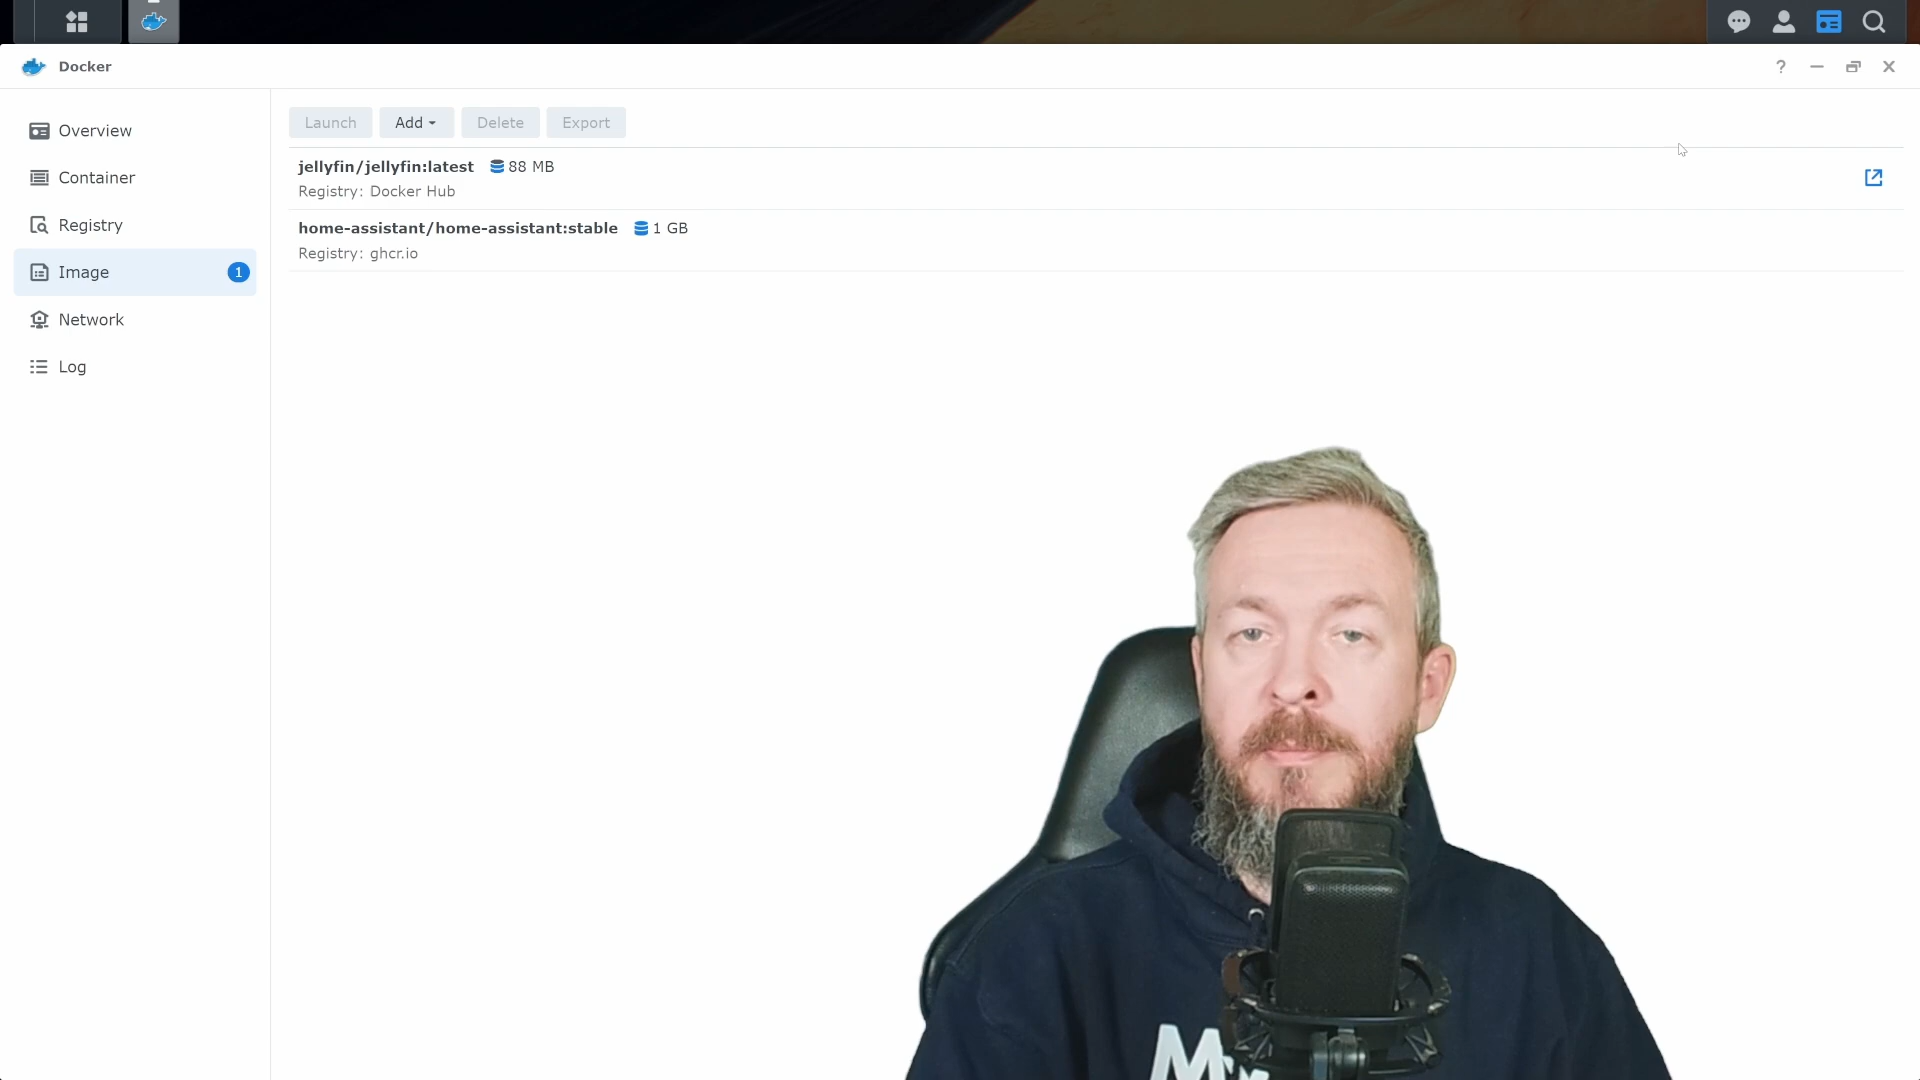 Docker
?
Overview
Container
Registry
Image 1
Network
Log
Launch Add Delete Export
jellyfin/jellyfin:latest 88 MB
Registry: Docker Hub
home-assistant/home-assistant:stable 1 GB
Registry: ghcr.io